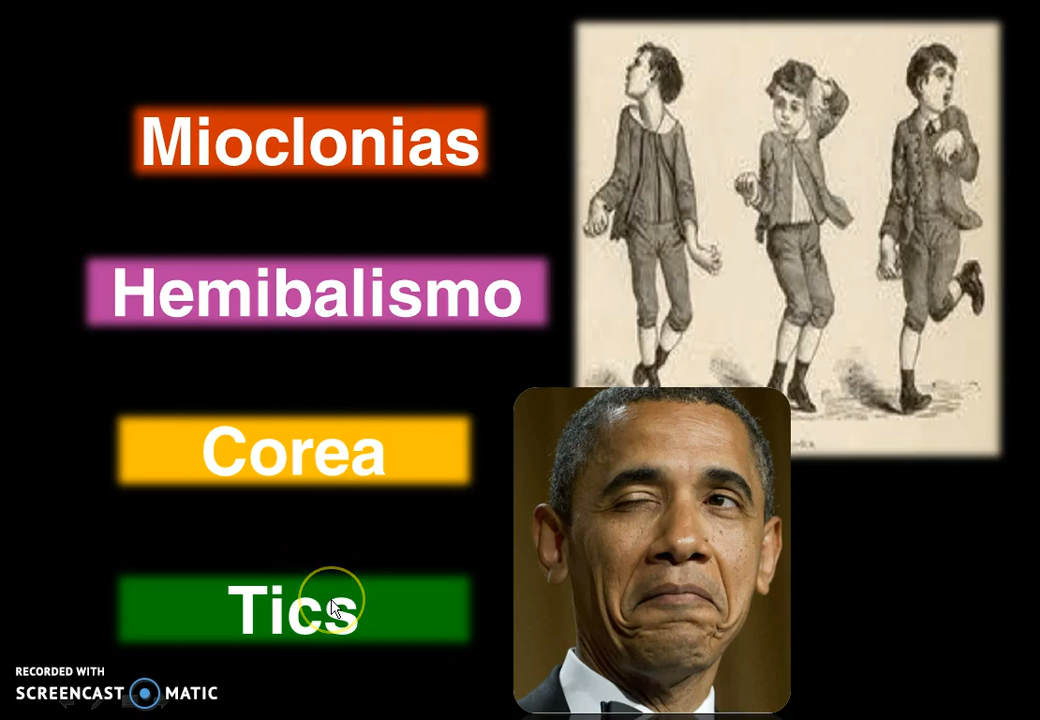 Mioclonias
Hemibalismo
Corea
Tics
RECORDED WITH
SCREENCAST MATIC